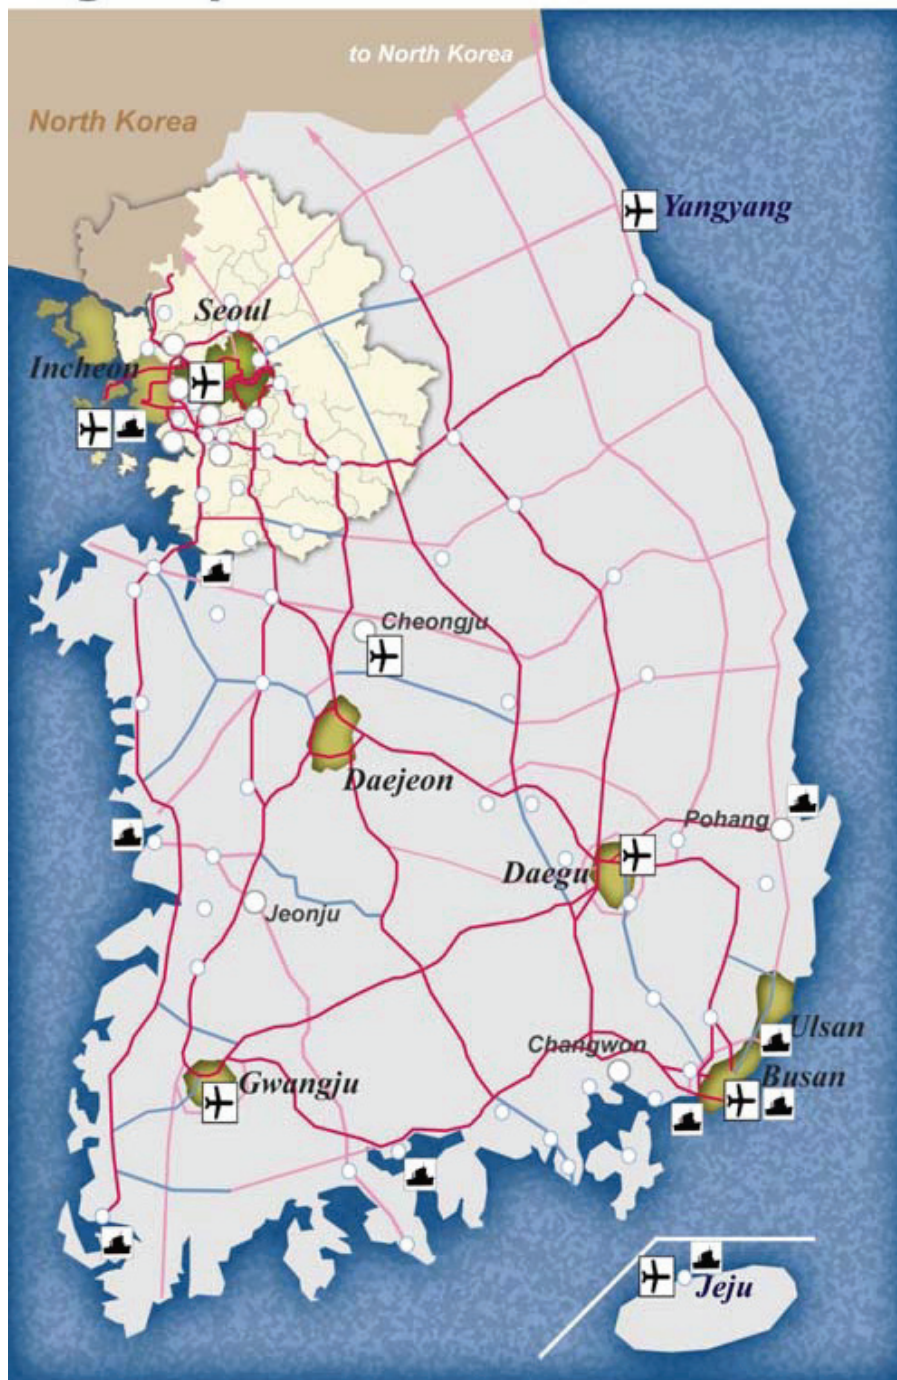 to North Korea
North Korea
Yangyang
Seoul
Incheon
Cheongju
Daejeon
Pohang
Daegu
Jeonju
Ulsan
Changwon
Busan
Gwangju
Jeju